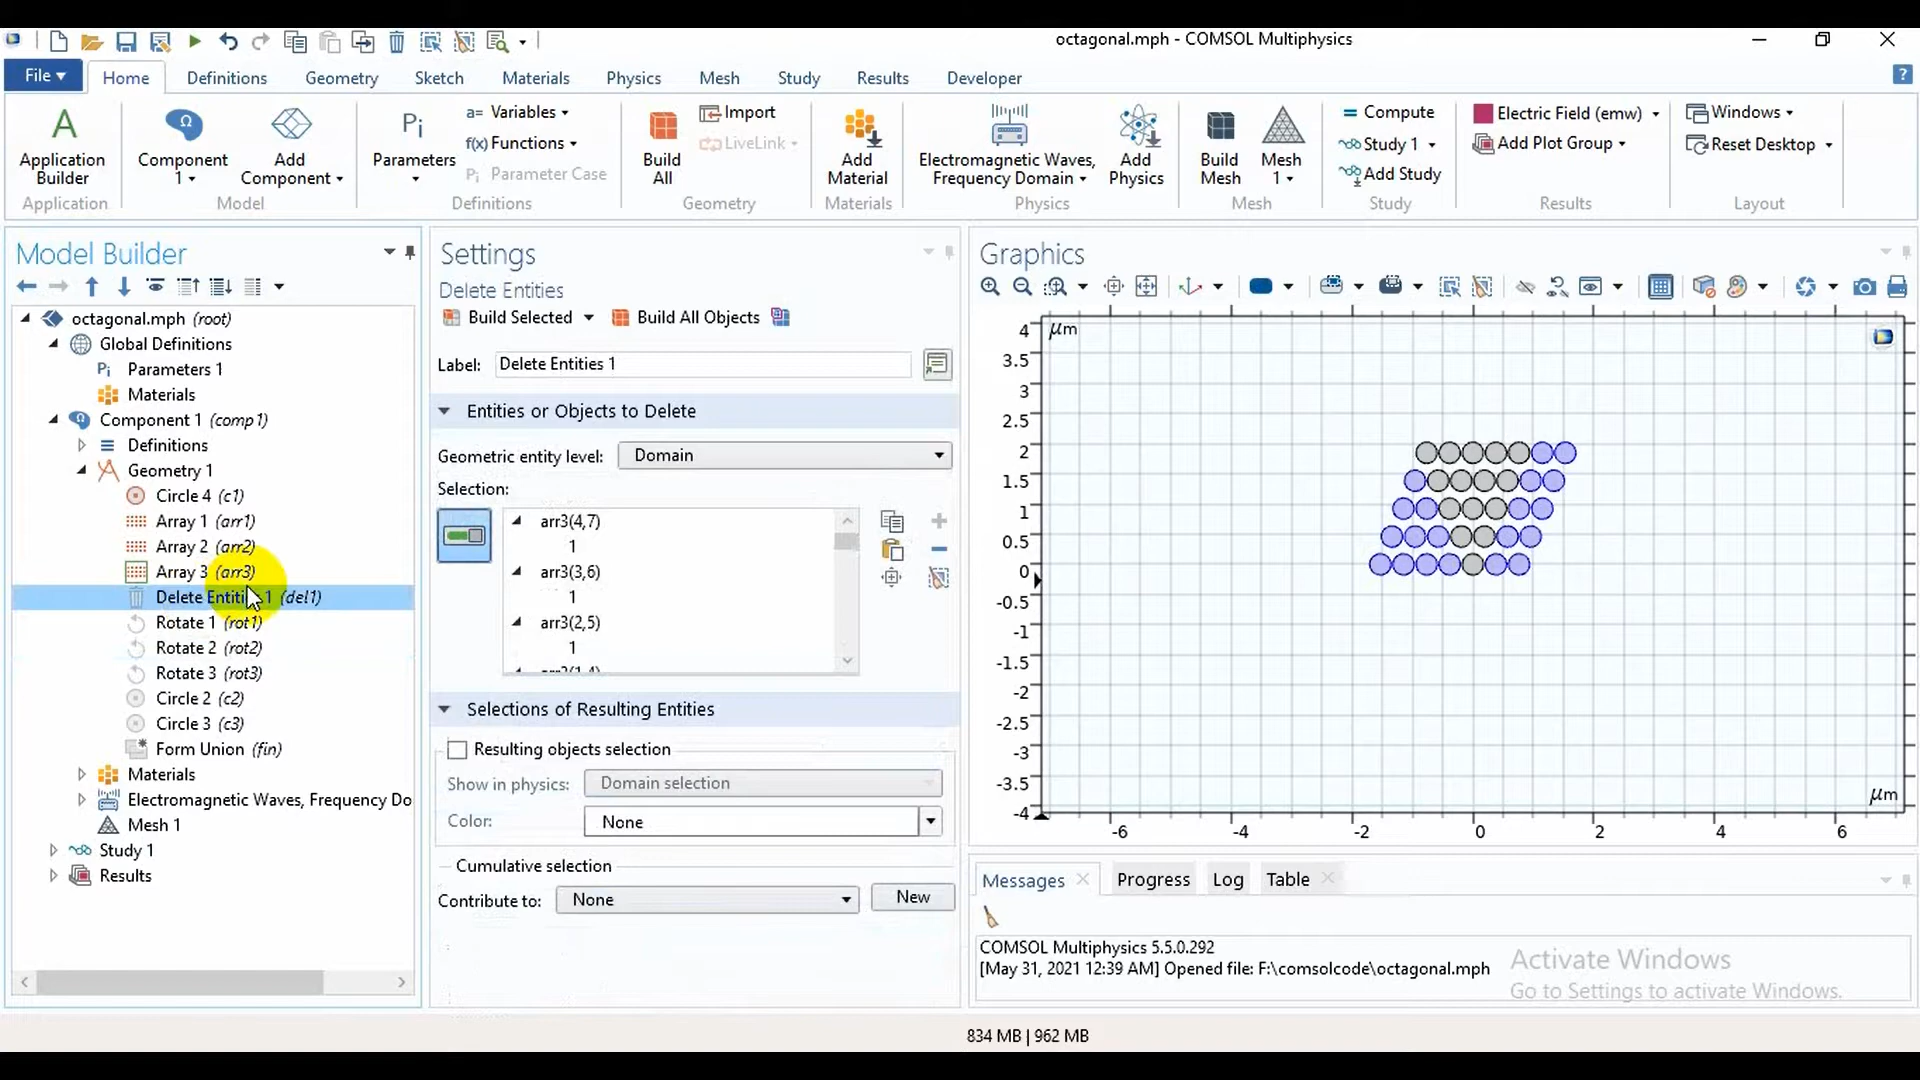 octagonal.mph - COMSOL Multiphysics
File
Home
Definitions
Geometry
Sketch
Materials
Physics
Mesh
Study
Results
Developer
Application Builder
Application
Component 1
Add Component
Model
Pi
Parameters
a= Variables
f(x) Functions
Pi Parameter Case
Definitions
Build All
Import
LiveLink
Geometry
Add Material
Materials
Electromagnetic Waves, Frequency Domain
Add Physics
Physics
Build Mesh
Mesh 1
Mesh
= Compute
Study 1
Add Study
Study
Electric Field (emw)
Add Plot Group
Results
Windows
Reset Desktop
Layout
Model Builder
octagonal.mph (root)
Global Definitions
Pi Parameters 1
Materials
Component 1 (comp1)
Definitions
Geometry 1
Circle 4 (c1)
Array 1 (arr1)
Array 2 (arr2)
Array 3 (arr3)
Delete Entities 1 (del1)
Rotate 1 (rot1)
Rotate 2 (rot2)
Rotate 3 (rot3)
Circle 2 (c2)
Circle 3 (c3)
Form Union (fin)
Materials
Electromagnetic Waves, Frequency Do
Mesh 1
Study 1
Results
Settings
Delete Entities
Build Selected
Build All Objects
Label: Delete Entities 1
Entities or Objects to Delete
Geometric entity level: Domain
Selection:
arr3(4,7)
1
arr3(3,6)
1
arr3(2,5)
1
arr3(1,4)
Selections of Resulting Entities
Resulting objects selection
Show in physics: Domain selection
Color: None
Cumulative selection
Contribute to: None
New
Graphics
μm
4
3.5
3
2.5
2
1.5
1
0.5
0
-0.5
-1
-1.5
-2
-2.5
-3
-3.5
-4
μm
-6 -4 -2 0 2 4 6
Messages
Progress
Log
Table
COMSOL Multiphysics 5.5.0.292
[May 31, 2021 12:39 AM] Opened file: F:\comsolcode\octagonal.mph
Activate Windows
Go to Settings to activate Windows.
834 MB | 962 MB